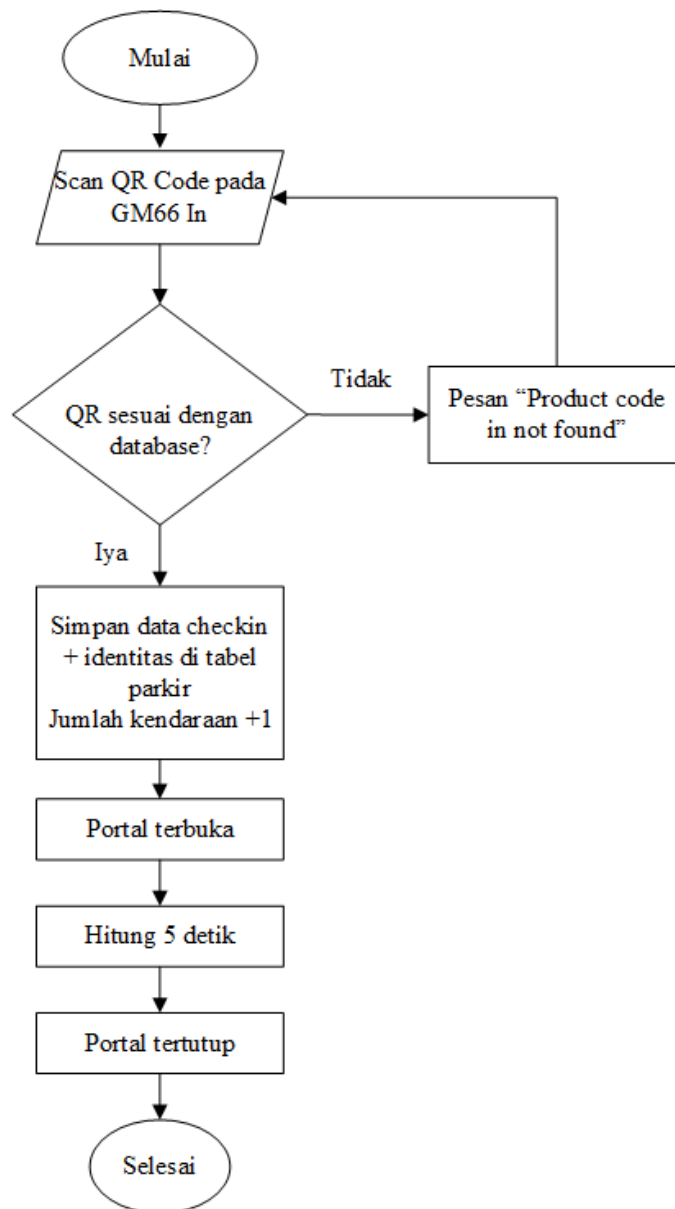 Mulai
Scan QR Code pada
GM66 In
QR sesuai dengan
database?
Tidak
Pesan “Product code
in not found”
Iya
Simpan data checkin
+ identitas di tabel
parkir
Jumlah kendaraan +1
Portal terbuka
Hitung 5 detik
Portal tertutup
Selesai